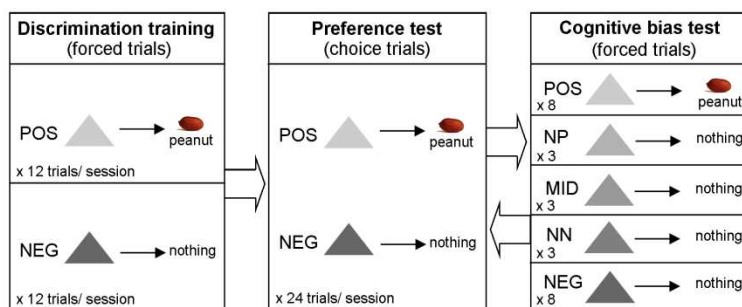 Discrimination training
(forced trials)
POS
peanut
x 12 trials/ session
NEG
nothing
x 12 trials/ session
Preference test
(choice trials)
POS
peanut
NEG
nothing
x 24 trials/ session
Cognitive bias test
(forced trials)
POS
x 8
peanut
NP
x 3
nothing
MID
x 3
nothing
NN
x 3
nothing
NEG
x 8
nothing